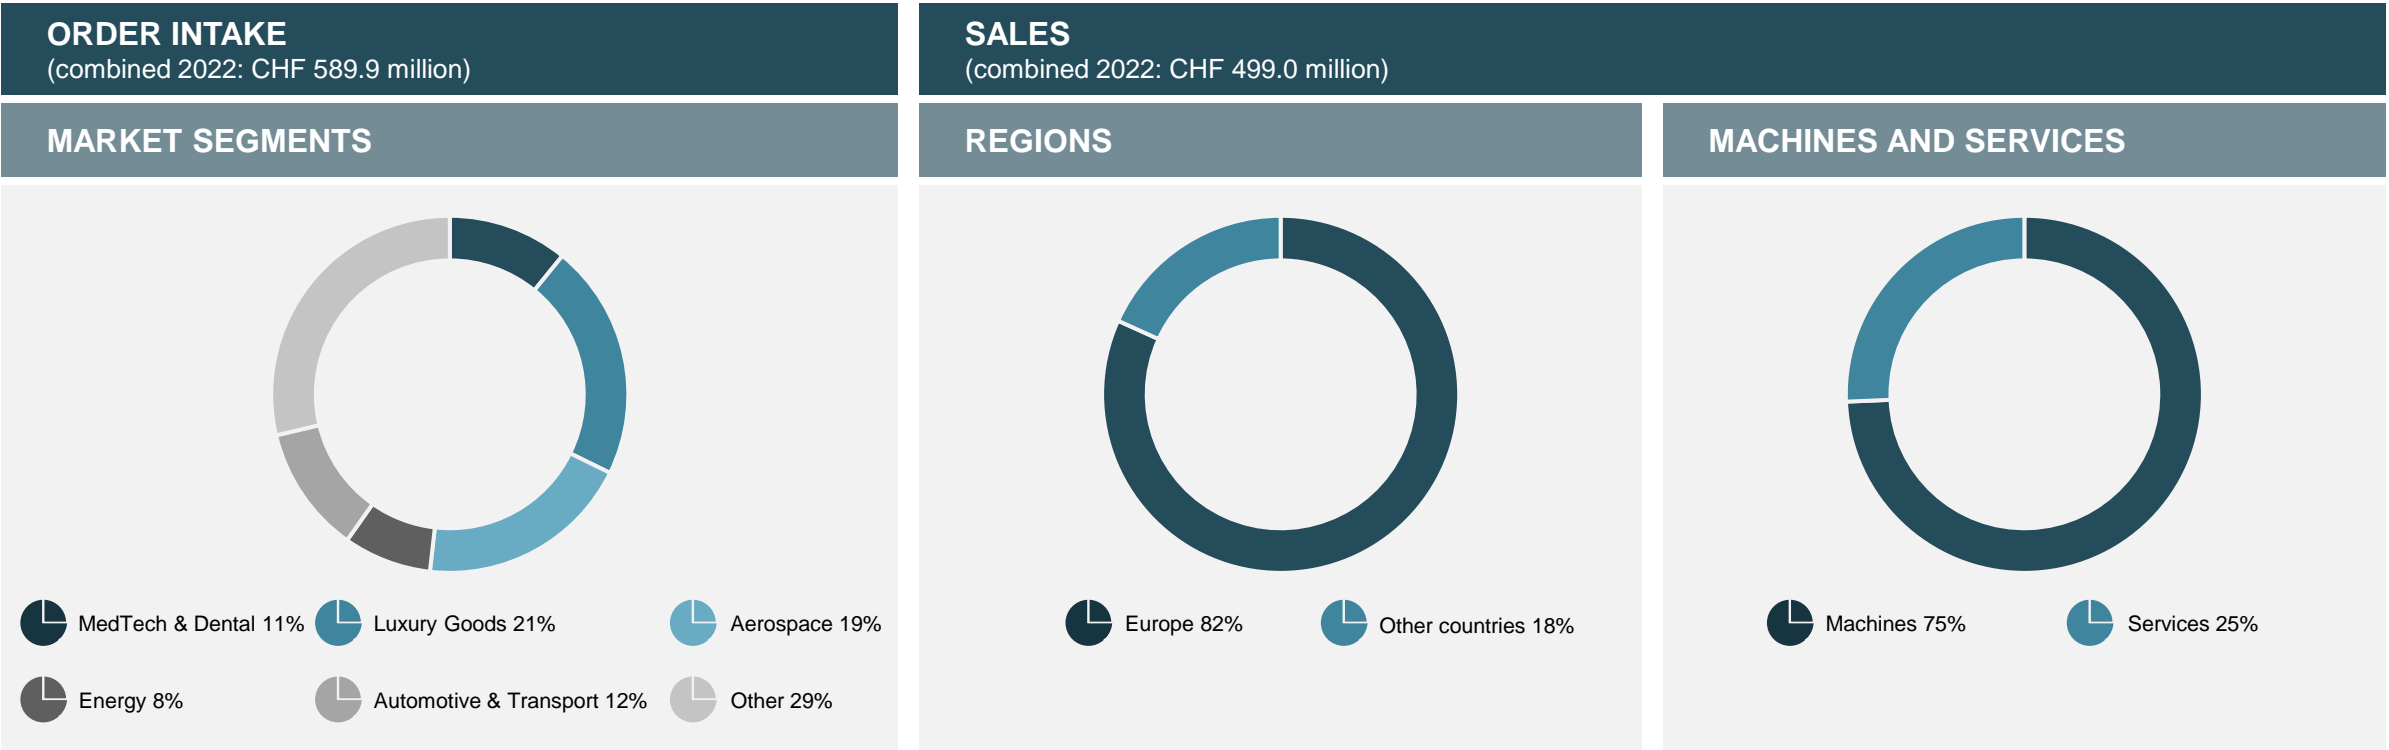 ORDER INTAKE
(combined 2022: CHF 589.9 million)
MARKET SEGMENTS
MedTech & Dental 11%
Luxury Goods 21%
Aerospace 19%
Energy 8%
Automotive & Transport 12%
Other 29%
SALES
(combined 2022: CHF 499.0 million)
REGIONS
Europe 82%
Other countries 18%
MACHINES AND SERVICES
Machines 75%
Services 25%